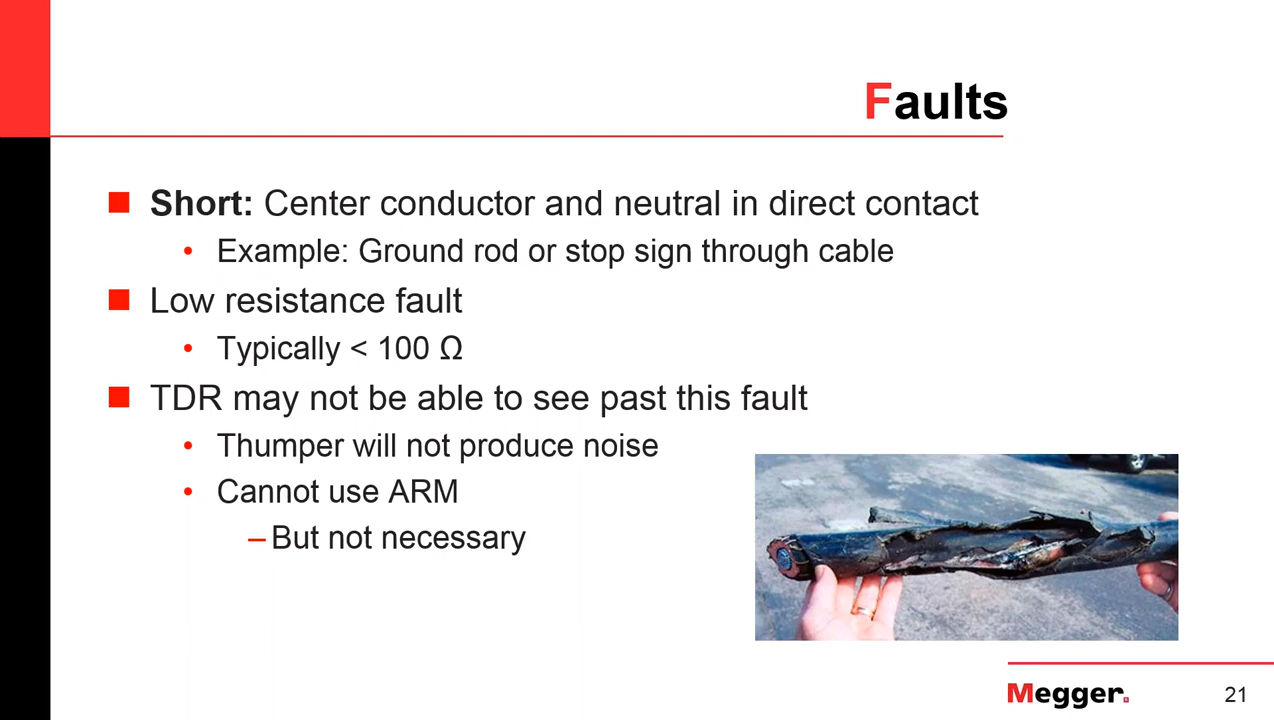 Faults
Short: Center conductor and neutral in direct contact
Example: Ground rod or stop sign through cable
Low resistance fault
Typically < 100 Ω
TDR may not be able to see past this fault
Thumper will not produce noise
Cannot use ARM
–But not necessary
Megger.
21